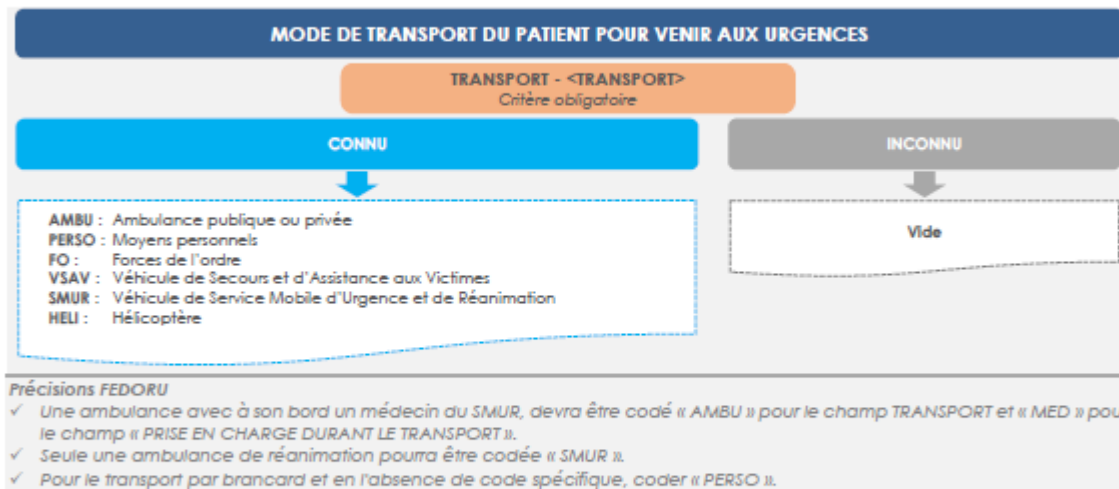 MODE DE TRANSPORT DU PATIENT POUR VENIR AUX URGENCES
TRANSPORT - <TRANSPORT>
Critère obligatoire
CONNU
INCONNU
AMBU : Ambulance publique ou privée
PERSO : Moyens personnels
FO : Forces de l'ordre
VSAV : Véhicule de Secours et d'Assistance aux Victimes
SMUR : Véhicule de Service Mobile d'Urgence et de Réanimation
HELI : Hélicoptère
Vide
Précisions FEDORU
✓ Une ambulance avec à son bord un médecin du SMUR, devra être codé « AMBU » pour le champ TRANSPORT et « MED » pou
le champ « PRISE EN CHARGE DURANT LE TRANSPORT ».
✓ Seule une ambulance de réanimation pourra être codée « SMUR ».
✓ Pour le transport par brancard et en l'absence de code spécifique, coder « PERSO ».